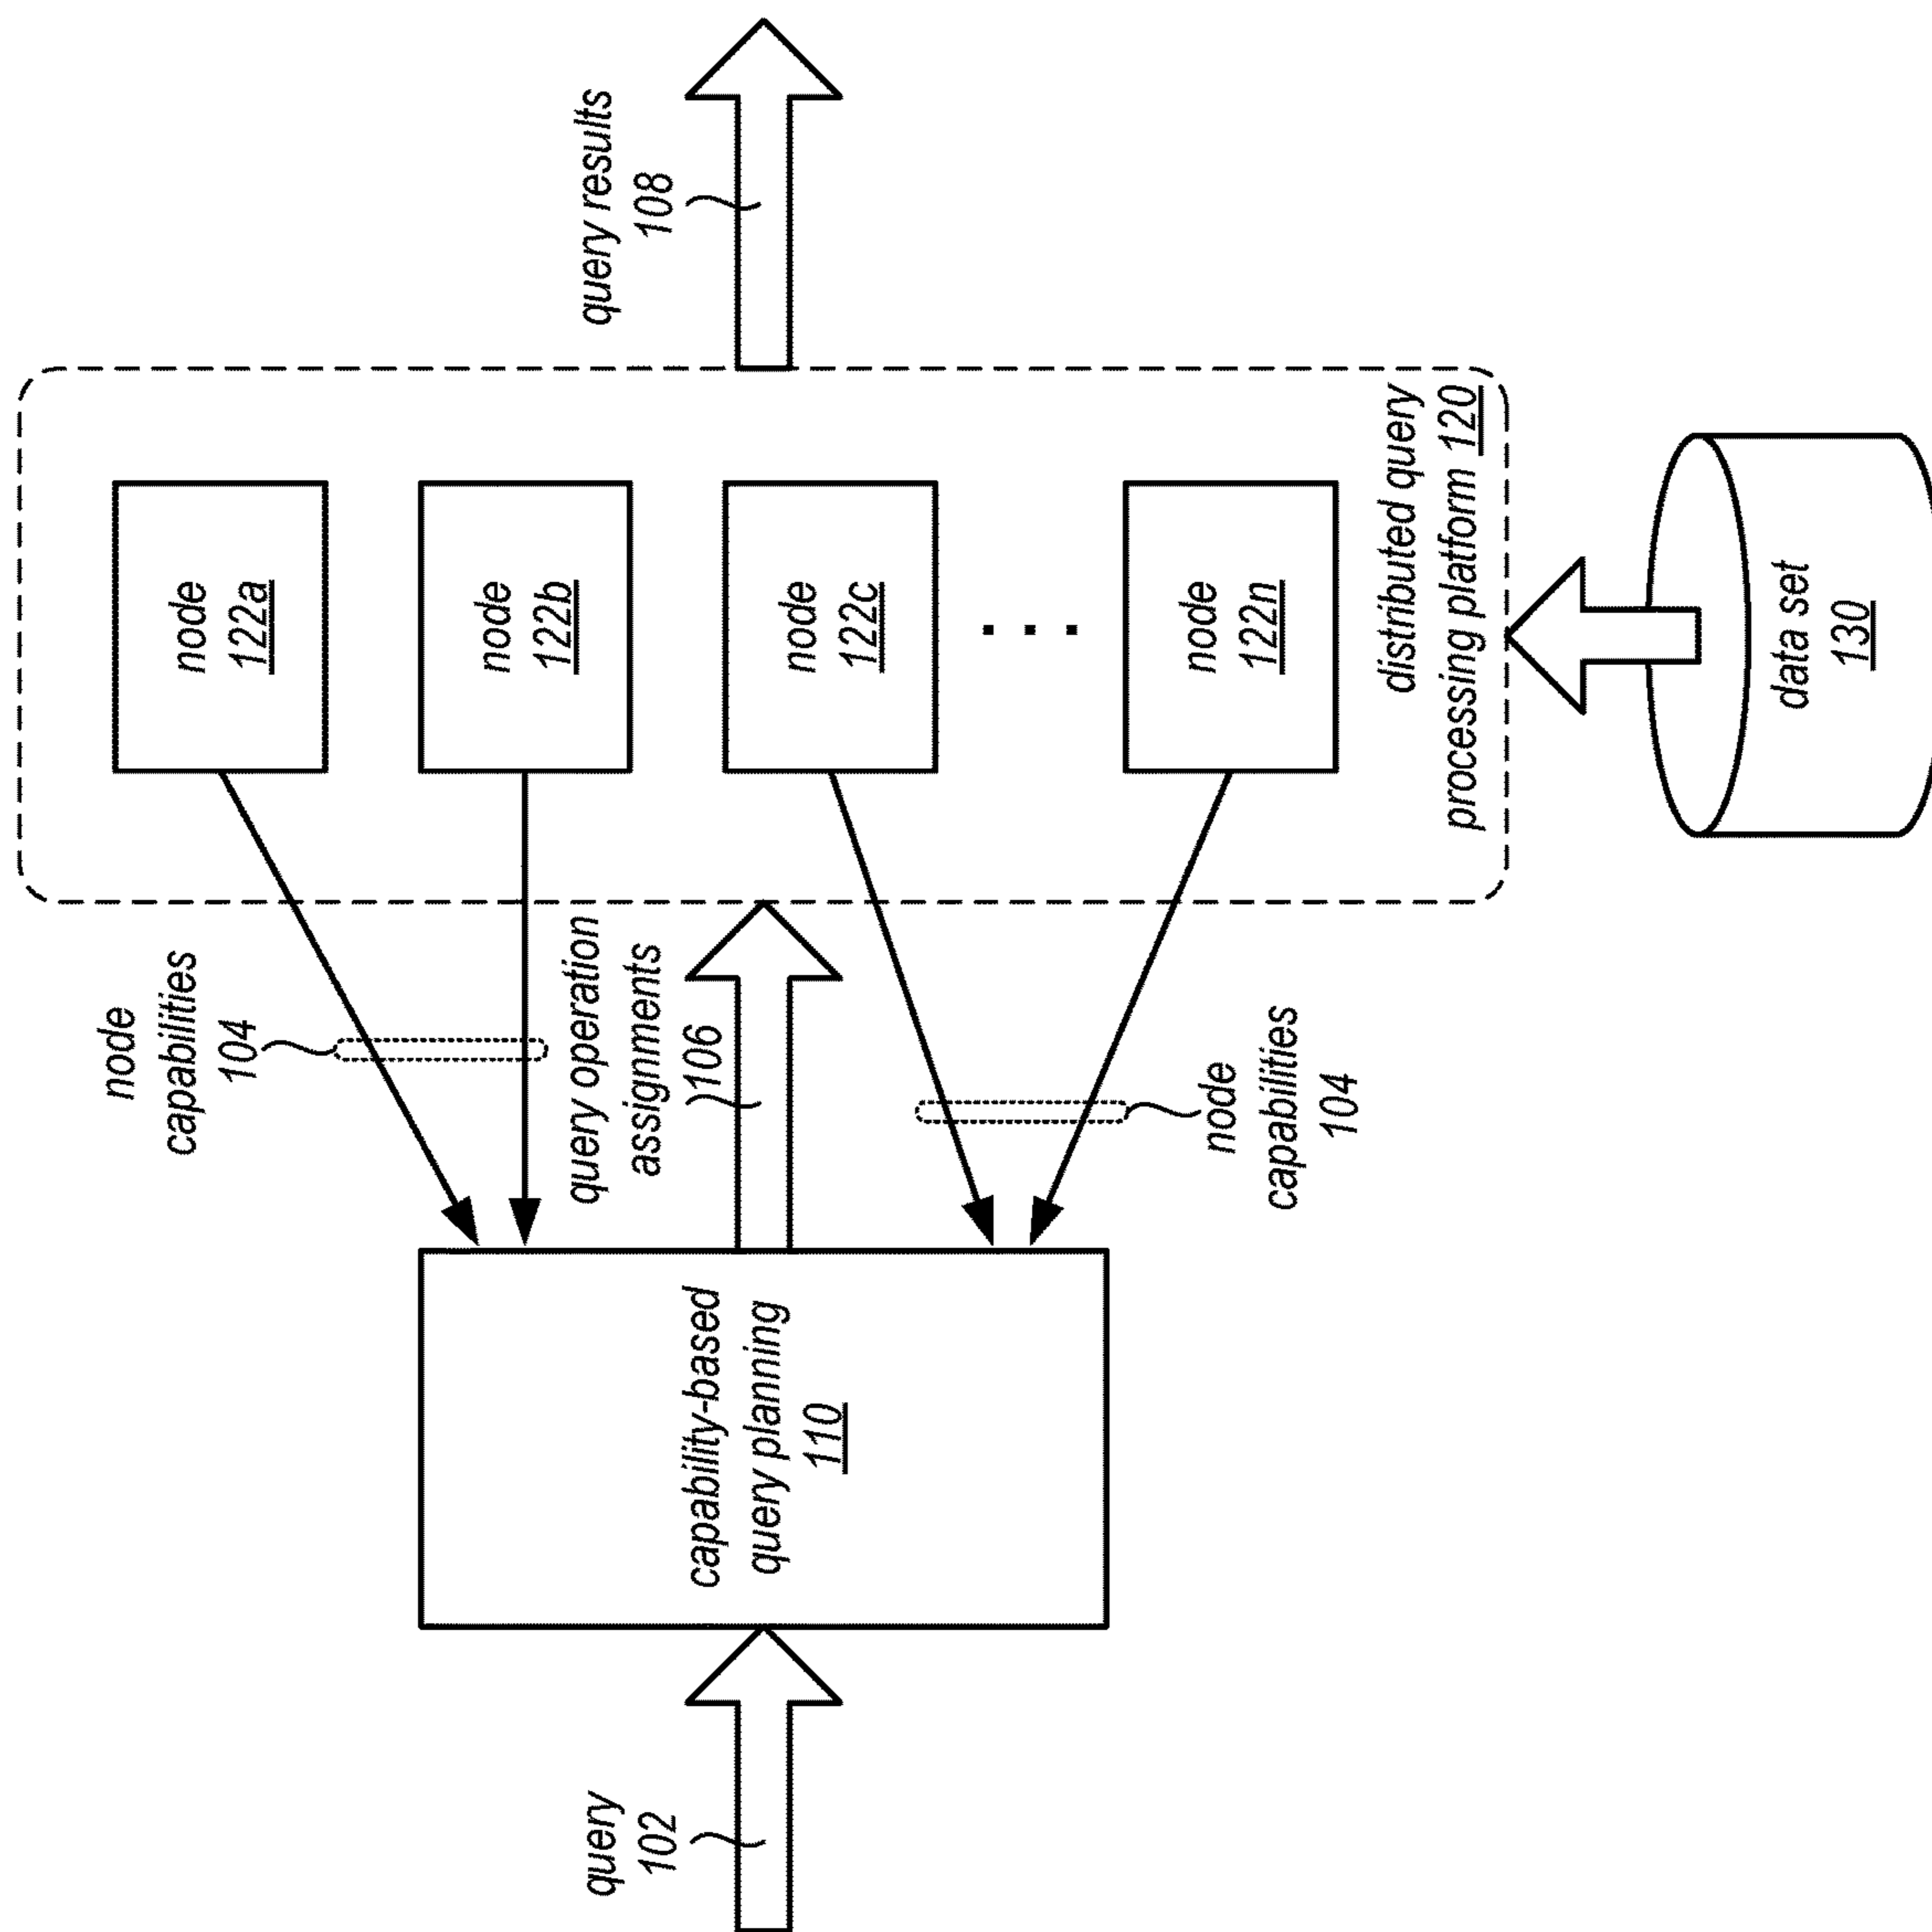 query
102
capability-based
query planning
110
node
capabilities
104
query operation
assignments
106
node
capabilities
104
node
122a
node
122b
node
122c
node
122n
distributed query
processing platform 120
data set
130
query results
108